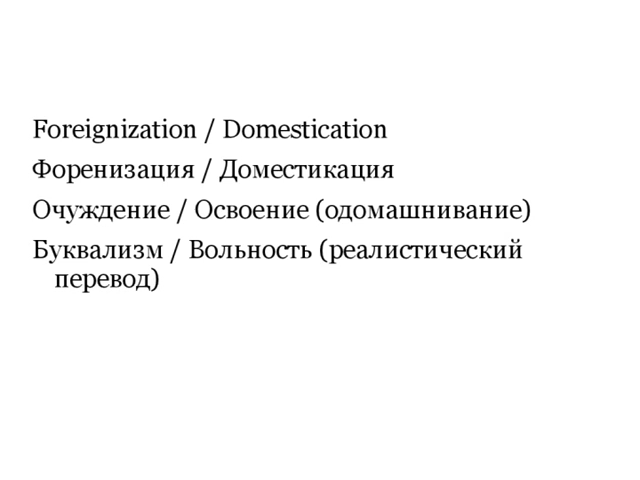 Foreignization / Domestication
Форенизация / Доместикация
Очуждение / Освоение (одомашнивание)
Буквализм / Вольность (реалистический
перевод)